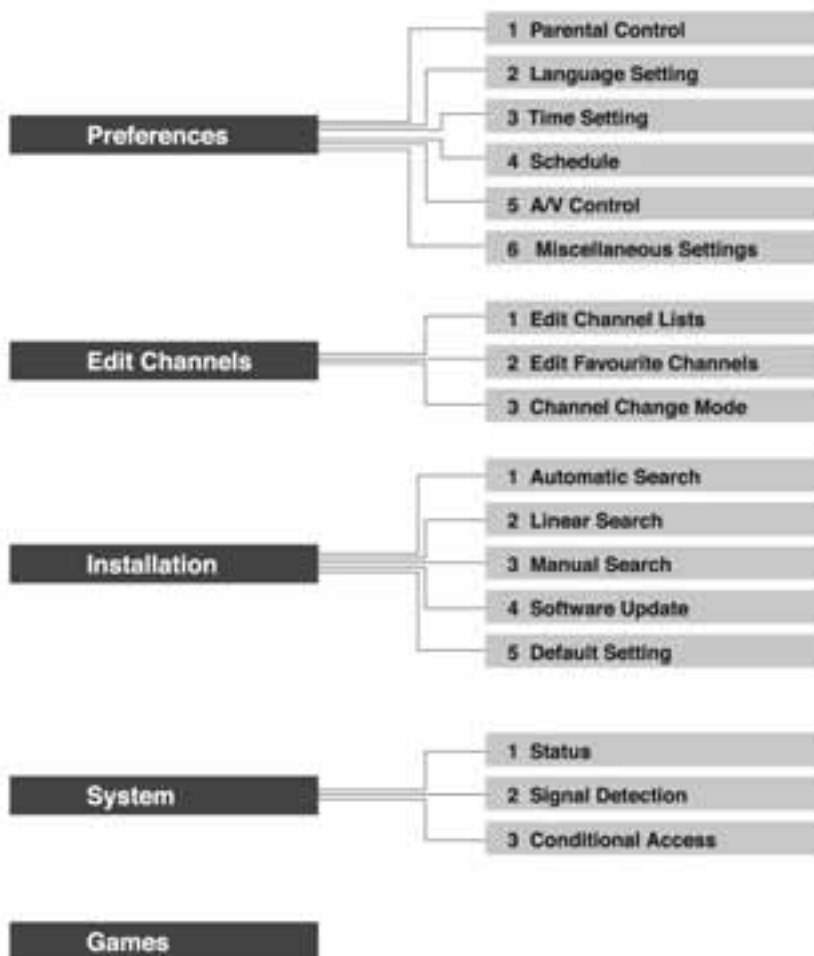 Preferences
1 Parental Control
2 Language Setting
3 Time Setting
4 Schedule
5 A/V Control
6 Miscellaneous Settings
Edit Channels
1 Edit Channel Lists
2 Edit Favourite Channels
3 Channel Change Mode
Installation
1 Automatic Search
2 Linear Search
3 Manual Search
4 Software Update
5 Default Setting
System
1 Status
2 Signal Detection
3 Conditional Access
Games